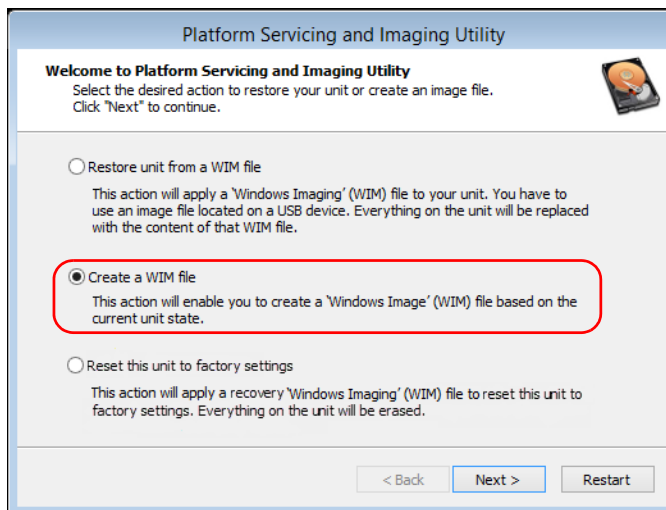 Platform Servicing and Imaging Utility
Welcome to Platform Servicing and Imaging Utility
Select the desired action to restore your unit or create an image file.
Click "Next" to continue.
Restore unit from a WIM file
This action will apply a ‘Windows Imaging’ (WIM) file to your unit. You have to
use an image file located on a USB device. Everything on the unit will be replaced
with the content of that WIM file.
Create a WIM file
This action will enable you to create a ‘Windows Image’ (WIM) file based on the
current unit state.
Reset this unit to factory settings
This action will apply a recovery ‘Windows Imaging’ (WIM) file to reset this unit to
factory settings. Everything on the unit will be erased.
< Back
Next >
Restart